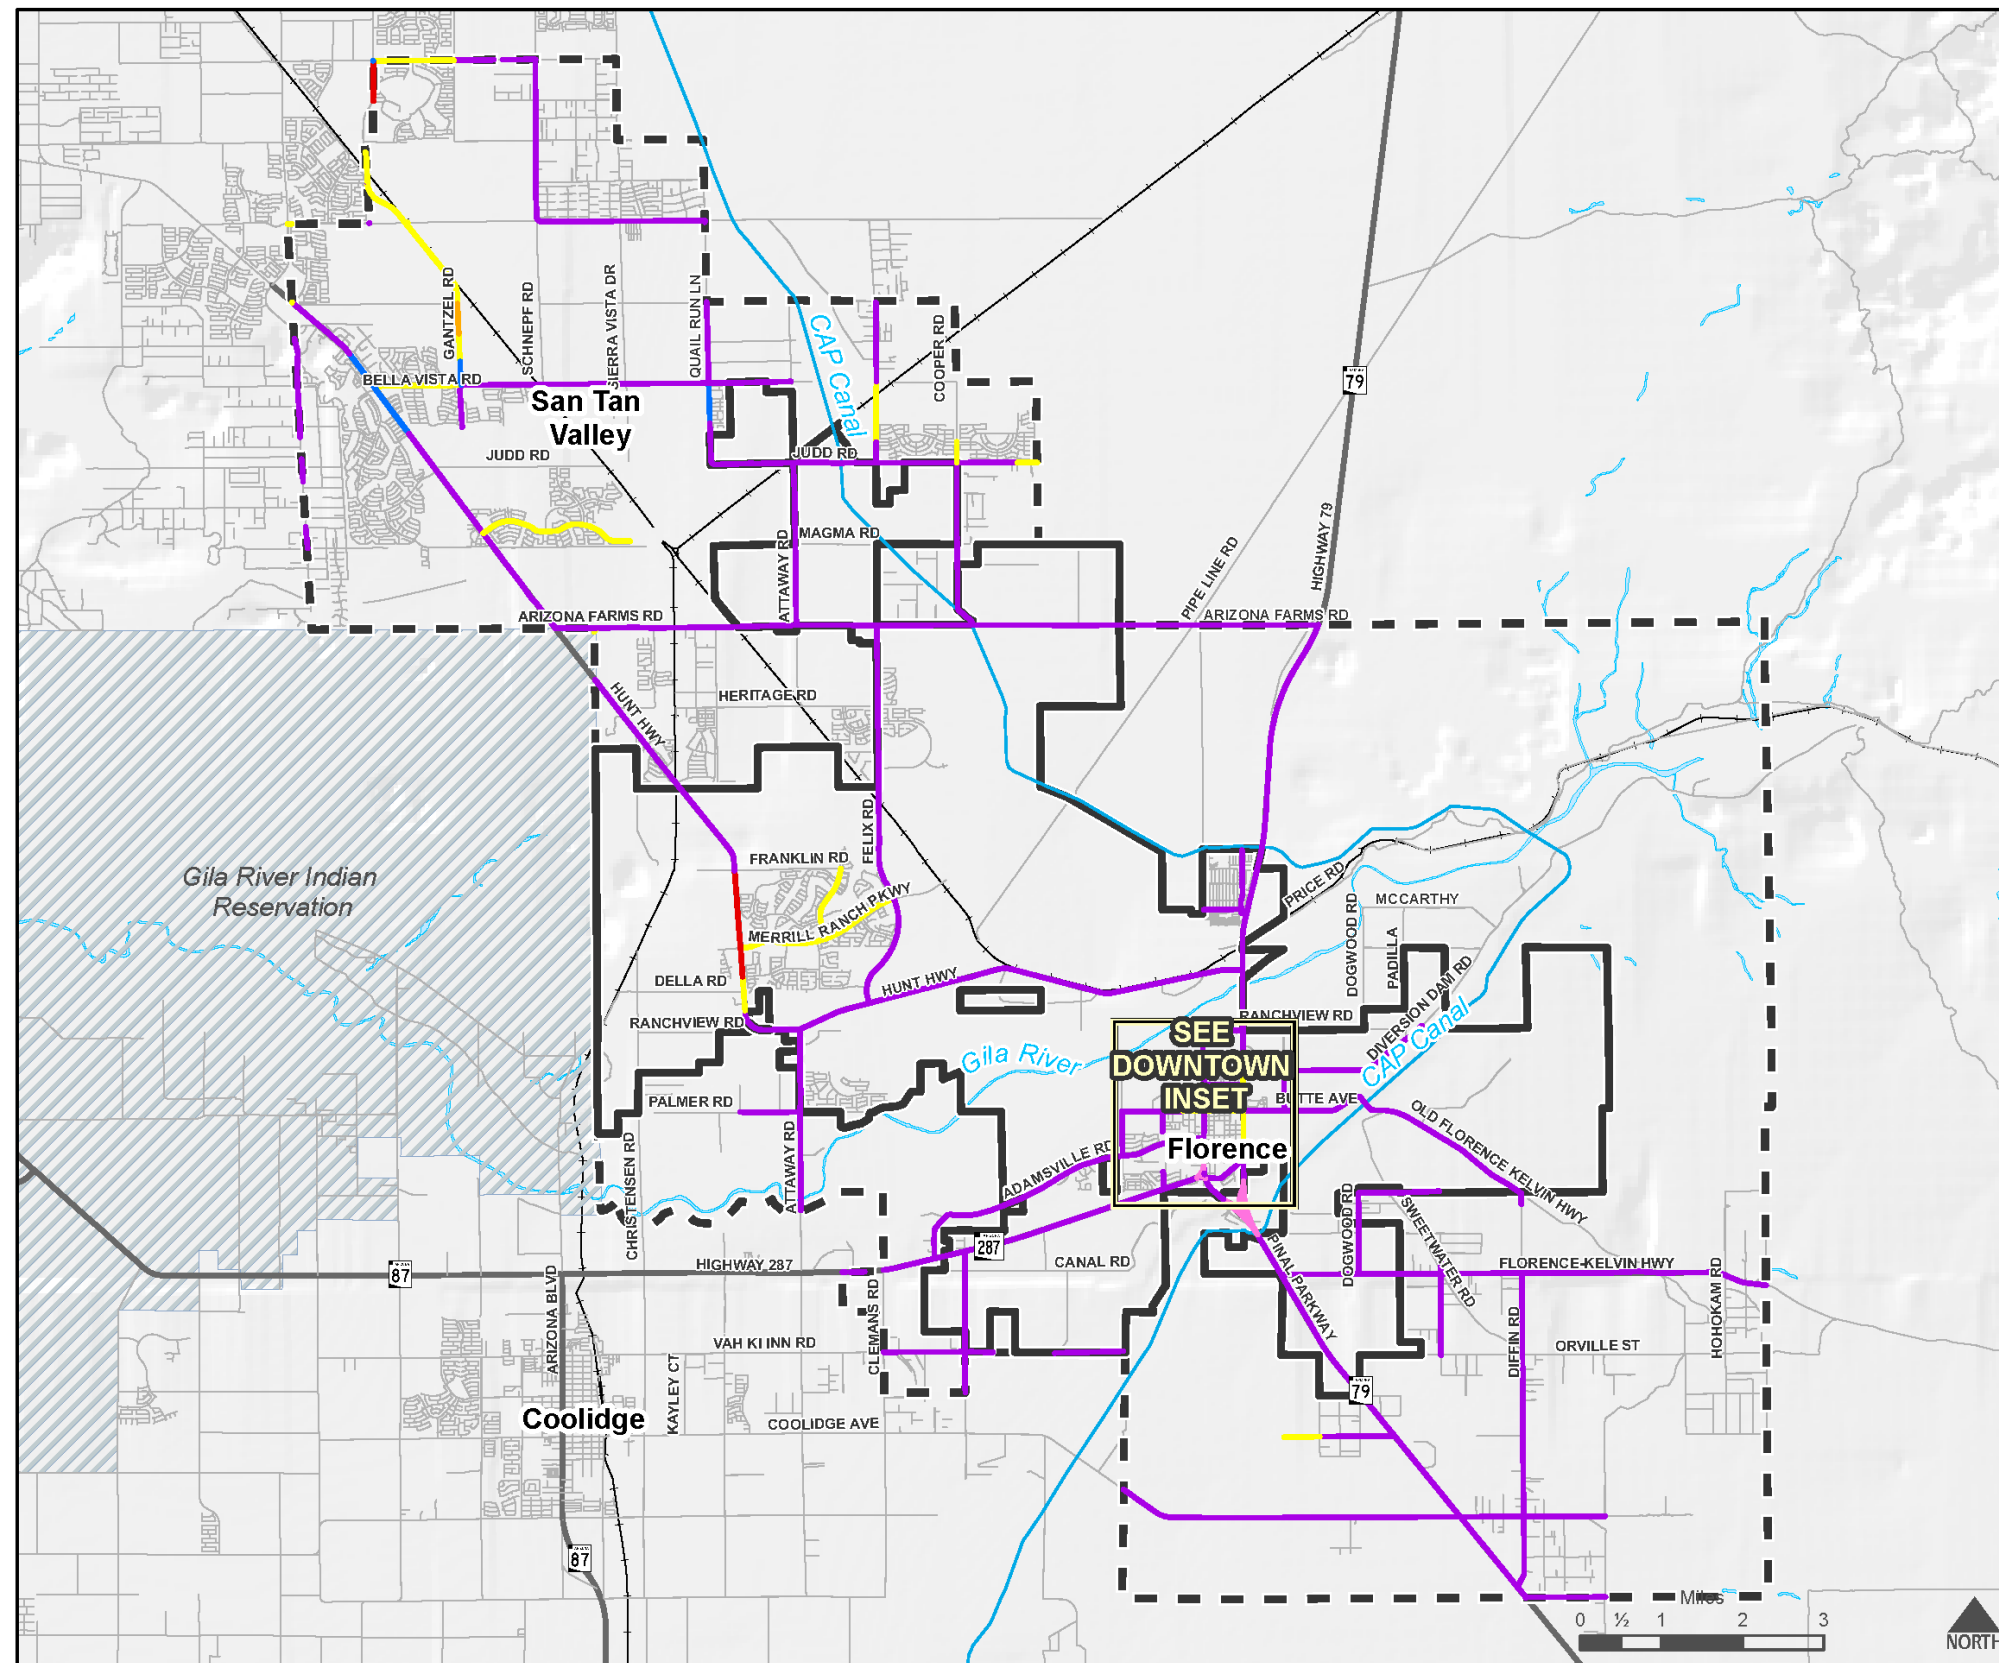 GANTZEL RD
SCHNEPF RD
SIERRA VISTA DR
QUAIL RUN LN
CAP Canal
COOPER RD
79
BELLA VISTA RD
San Tan
Valley
JUDD RD
JUDD RD
MAGMA RD
ATTAWAY RD
PIPE LINE RD
HIGHWAY 79
ARIZONA FARMS RD
ARIZONA FARMS RD
HERITAGE RD
HUNT HWY
FELIX RD
FRANKLIN RD
Gila River Indian
Reservation
MERRILL RANCH PKWY
PRICE RD
MCCARTHY
DOGWOOD RD
PADILLA
DELLA RD
HUNT HWY
DIVERSION DAM RD
RANCHVIEW RD
RANCHVIEW RD
SEE
DOWNTOWN
INSET
Gila River
CAP Canal
PALMER RD
BUTTE AVE
OLD FLORENCE KELVIN HWY
ATTAWAY RD
CHRISTENSEN RD
ADAMSVILLE RD
Florence
DOGWOOD RD
SWEETWATER RD
287
87
HIGHWAY 287
CANAL RD
PINAL PARKWAY
FLORENCE-KELVIN HWY
HOHOKAM RD
ARIZONA BLVD
VAH KI INN RD
CLEMANS RD
DIFFIN RD
ORVILLE ST
KAYLEY CT
79
Coolidge
COOLIDGE AVE
87
Miles
0 ½ 1 2 3
NORTH